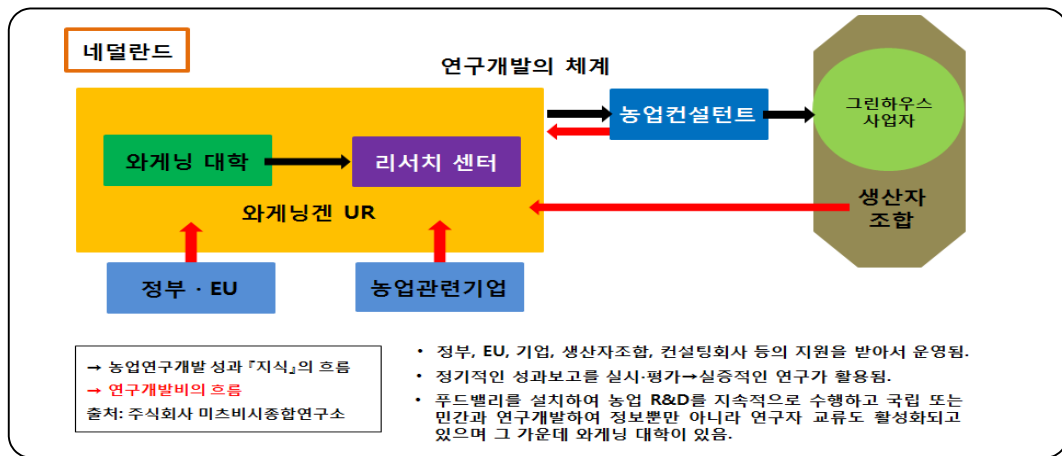 네덜란드
연구개발의 체계
농업컨설턴트
그린하우스
사업자
와게닝 대학
리서치 센터
와게닝겐 UR
생산자
조합
정부 · EU
농업관련기업
→ 농업연구개발 성과『지식』의 흐름
→ 연구개발비의 흐름
출처: 주식회사 미츠비시종합연구소
• 정부, EU, 기업, 생산자조합, 컨설팅회사 등의 지원을 받아서 운영됨.
• 정기적인 성과보고를 실시·평가→실증적인 연구가 활용됨.
• 푸드밸리를 설치하여 농업 R&D를 지속적으로 수행하고 국립 또는
민간과 연구개발하여 정보뿐만 아니라 연구자 교류도 활성화되고
있으며 그 가운데 와게닝 대학이 있음.